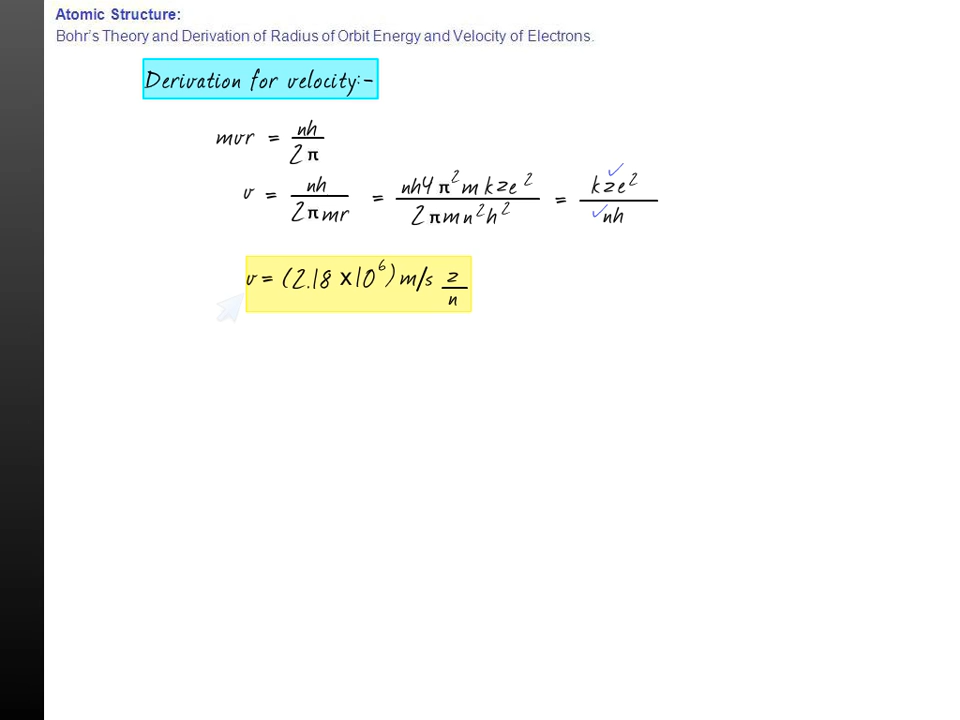 Atomic Structure:
Bohr's Theory and Derivation of Radius of Orbit Energy and Velocity of Electrons.
Derivation for velocity:-
mvr = nh / 2π
v = nh / 2πmr = nh4π²mkze² / 2πmn²h² = kze² / nh
v = (2.18 x10⁶) m/s z / n